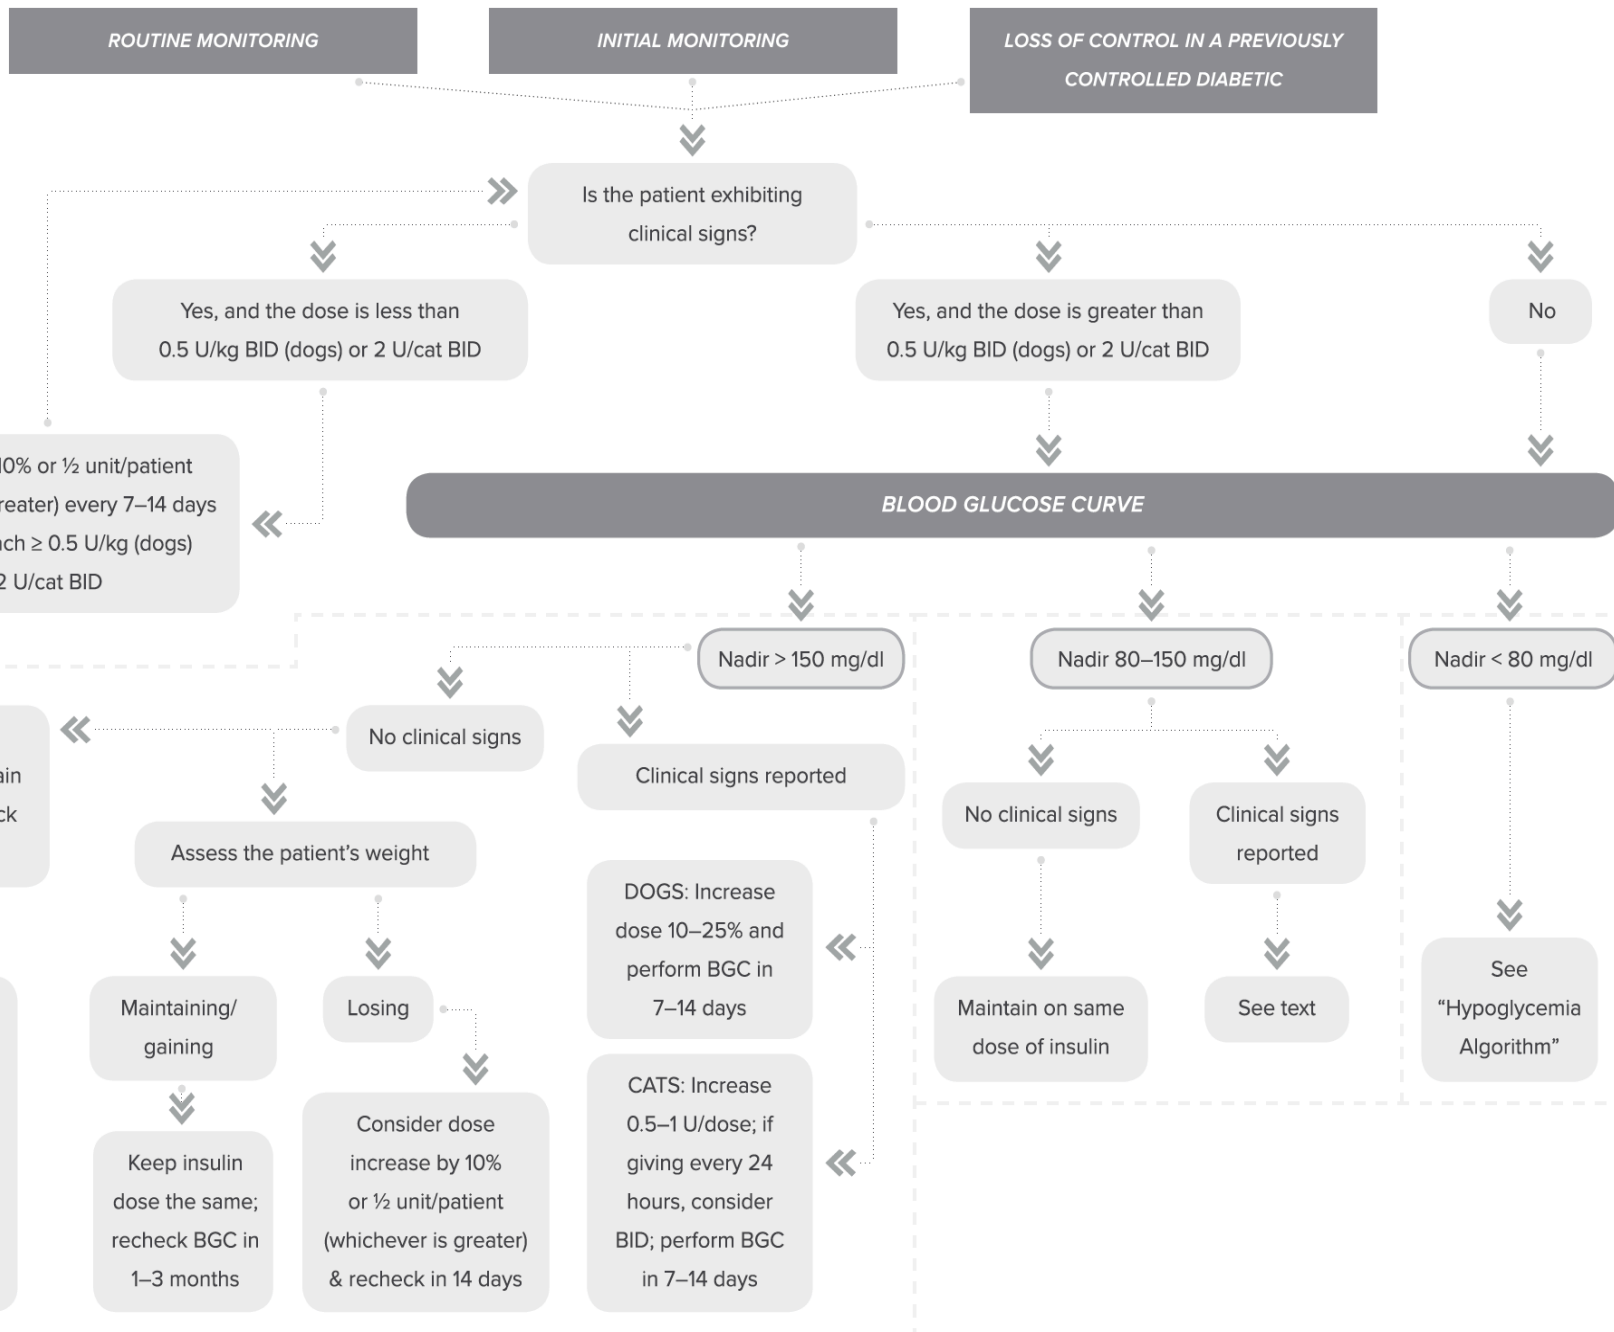 ROUTINE MONITORING
INITIAL MONITORING
LOSS OF CONTROL IN A PREVIOUSLY
CONTROLLED DIABETIC
Is the patient exhibiting
clinical signs?
Yes, and the dose is less than
0.5 U/kg BID (dogs) or 2 U/cat BID
Yes, and the dose is greater than
0.5 U/kg BID (dogs) or 2 U/cat BID
No
10% or ½ unit/patient
reater) every 7–14 days
ch ≥ 0.5 U/kg (dogs)
2 U/cat BID
BLOOD GLUCOSE CURVE
Nadir > 150 mg/dl
Nadir 80–150 mg/dl
Nadir < 80 mg/dl
No clinical signs
Clinical signs reported
ain
ck
Assess the patient’s weight
No clinical signs
Clinical signs
reported
DOGS: Increase
dose 10–25% and
perform BGC in
7–14 days
Maintaining/
gaining
Losing
Maintain on same
dose of insulin
See text
See
“Hypoglycemia
Algorithm”
CATS: Increase
0.5–1 U/dose; if
giving every 24
hours, consider
BID; perform BGC
in 7–14 days
Keep insulin
dose the same;
recheck BGC in
1–3 months
Consider dose
increase by 10%
or ½ unit/patient
(whichever is greater)
& recheck in 14 days